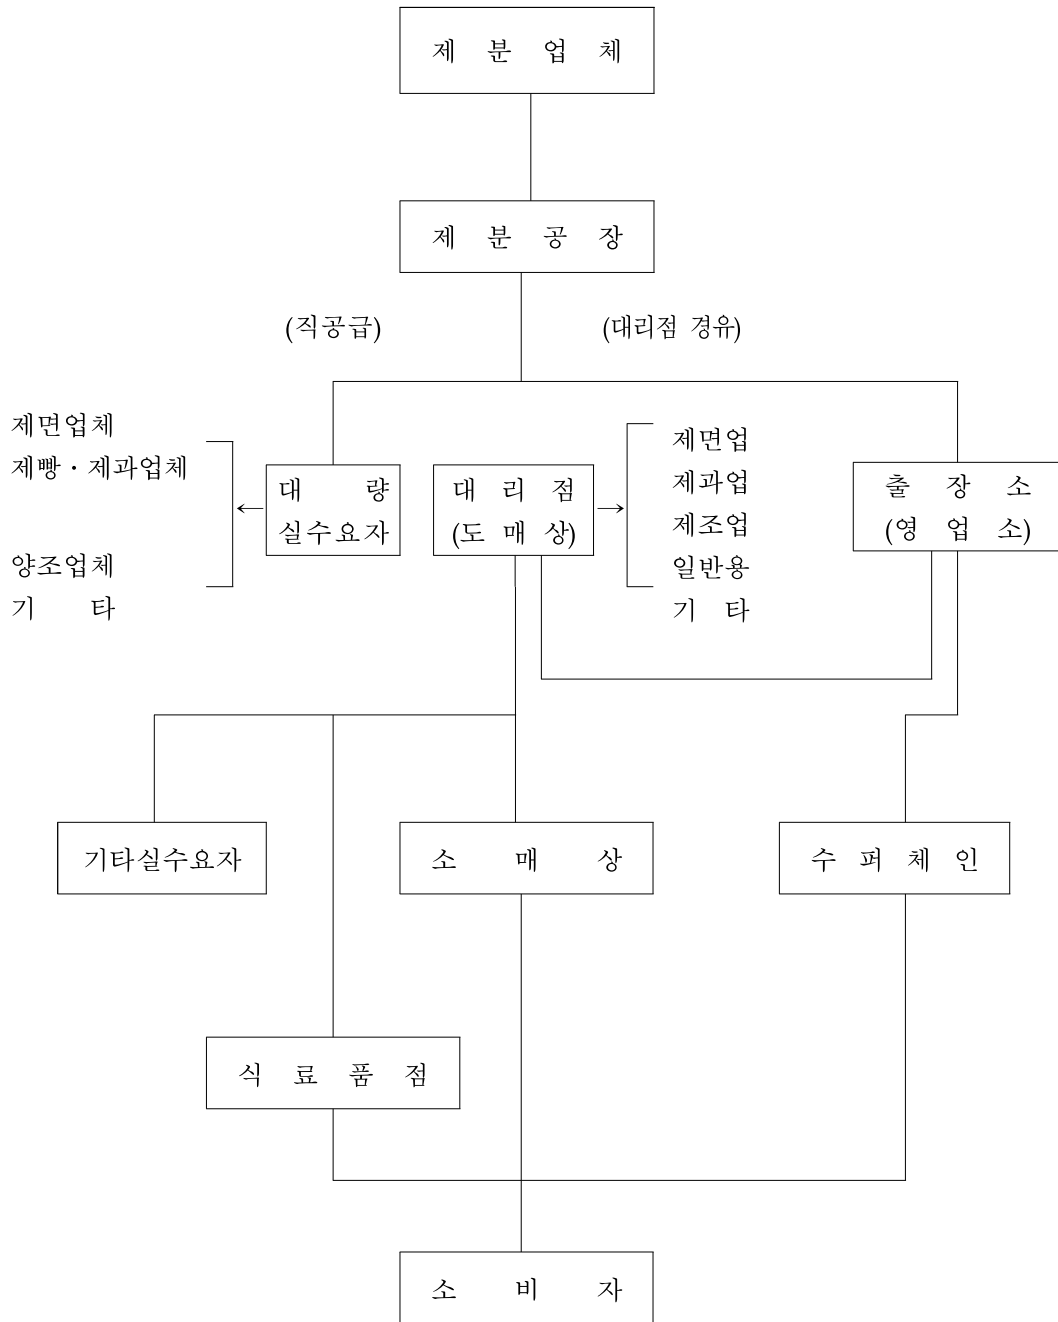 제 분 업 체
제 분 공 장
(직공급)
(대리점 경유)
제면업체
제빵·제과업체
양조업체
기 타
대 량
실수요자
대 리 점
(도 매 상)
제면업
제과업
제조업
일반용
기 타
출 장 소
(영 업 소)
기타실수요자
소 매 상
수 퍼 체 인
식 료 품 점
소 비 자